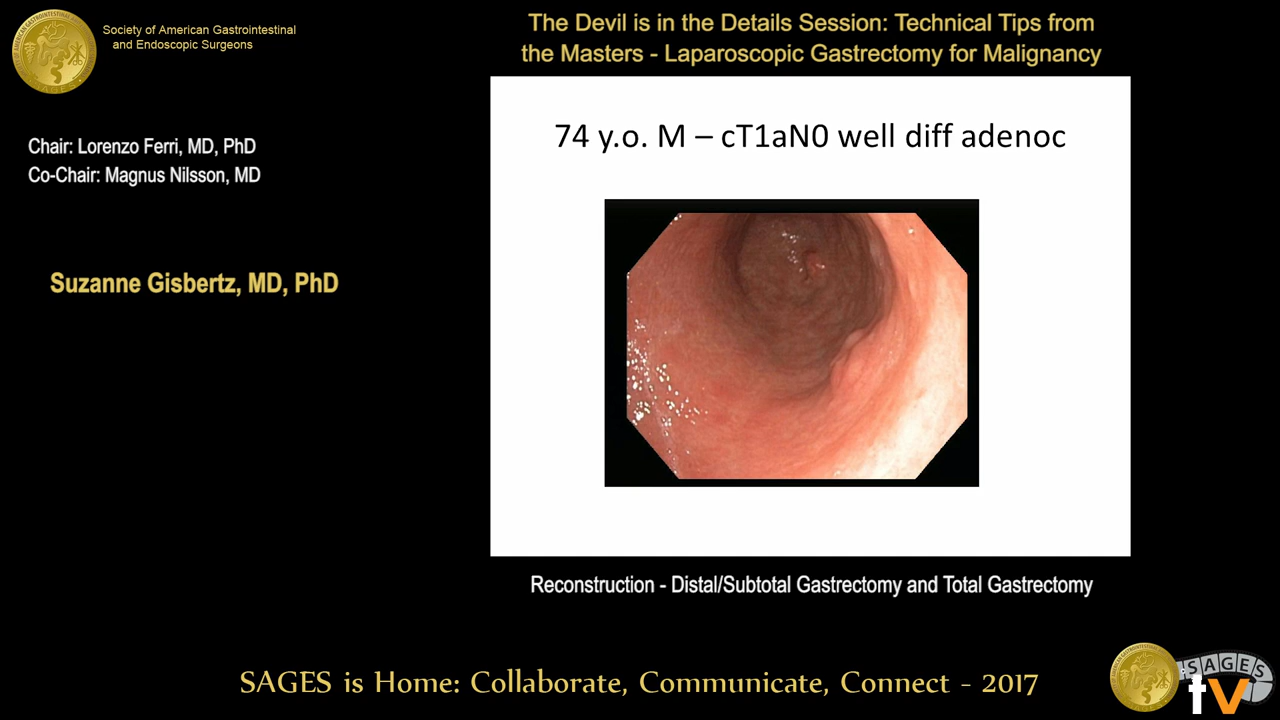 Society of American Gastrointestinal
and Endoscopic Surgeons
The Devil is in the Details Session: Technical Tips from
the Masters - Laparoscopic Gastrectomy for Malignancy
Chair: Lorenzo Ferri, MD, PhD
Co-Chair: Magnus Nilsson, MD
Suzanne Gisbertz, MD, PhD
74 y.o. M – cT1aN0 well diff adenoc
Reconstruction - Distal/Subtotal Gastrectomy and Total Gastrectomy
SAGES is Home: Collaborate, Communicate, Connect - 2017
SAGES
tv